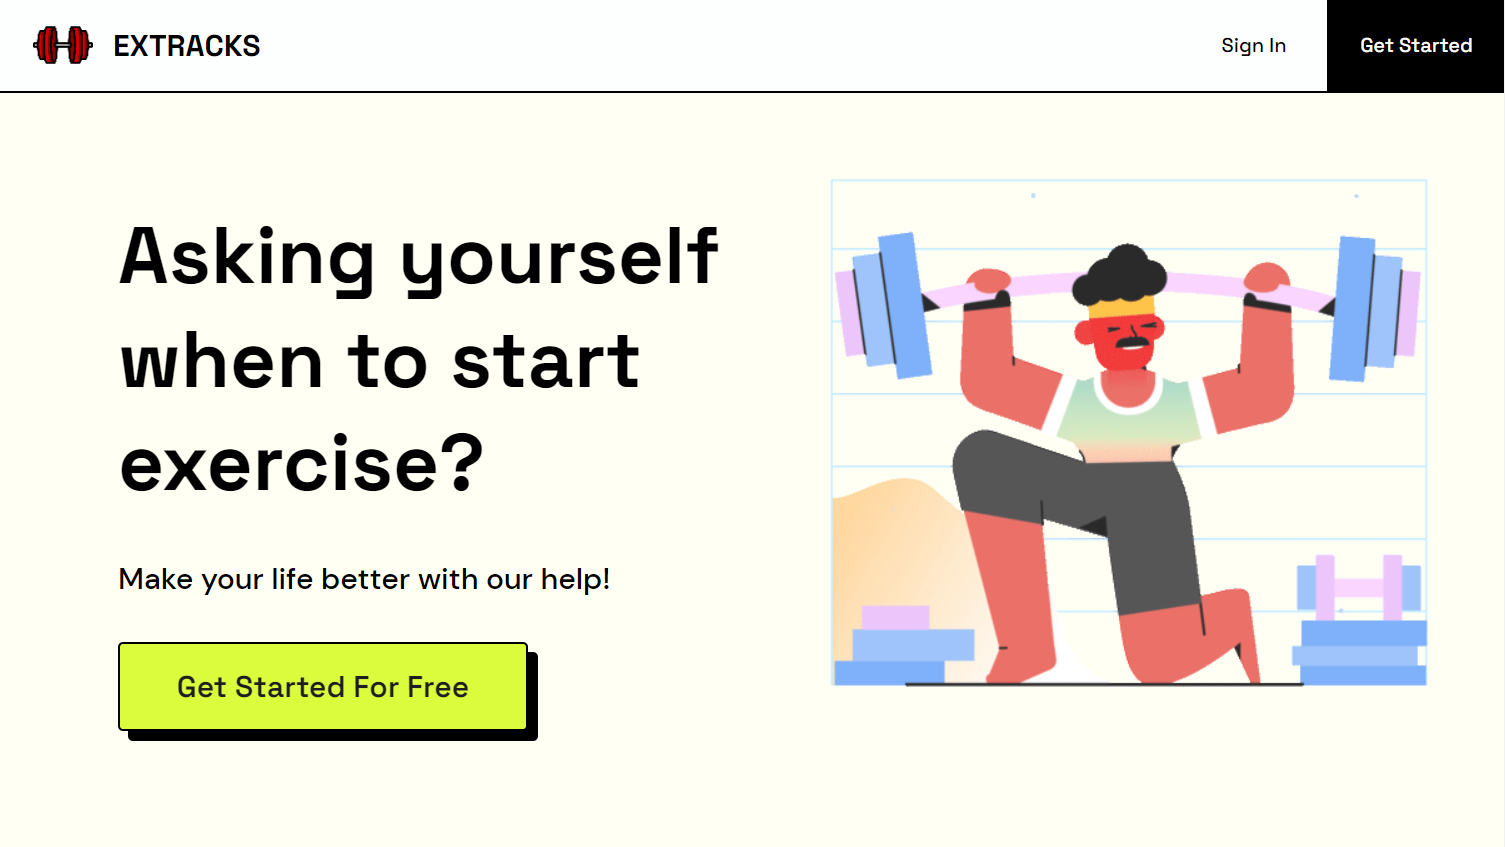 EXTRACKS
Sign In
Get Started
Asking yourself
when to start
exercise?
Make your life better with our help!
Get Started For Free